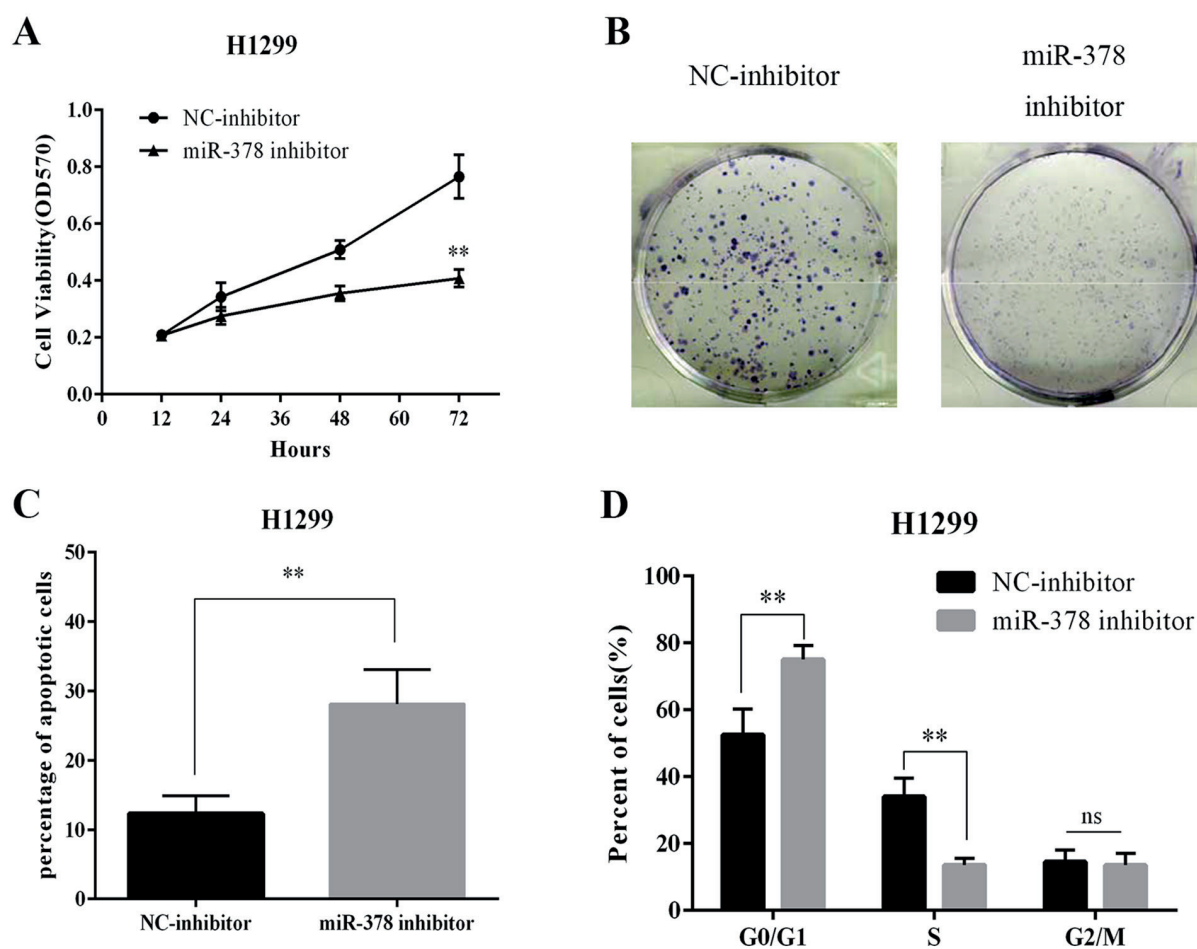 A
H1299
NC-inhibitor
miR-378 inhibitor
Cell Viability(OD570)
1.0
0.8
0.6
0.4
0.2
0.0
**
0 12 24 36 48 60 72
Hours
B
NC-inhibitor
miR-378
inhibitor
C
H1299
percentage of apoptotic cells
50
40
30
20
10
0
**
NC-inhibitor miR-378 inhibitor
D
H1299
NC-inhibitor
miR-378 inhibitor
Percent of cells(%)
100
80
60
40
20
0
**
**
ns
G0/G1 S G2/M